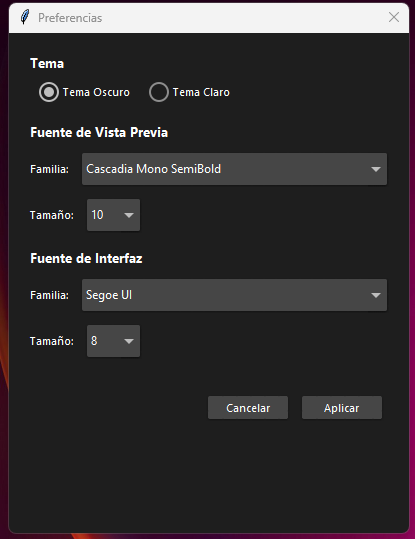 Preferencias
Tema
Tema Oscuro Tema Claro
Fuente de Vista Previa
Familia: Cascadia Mono SemiBold
Tamaño: 10
Fuente de Interfaz
Familia: Segoe UI
Tamaño: 8
Cancelar Aplicar